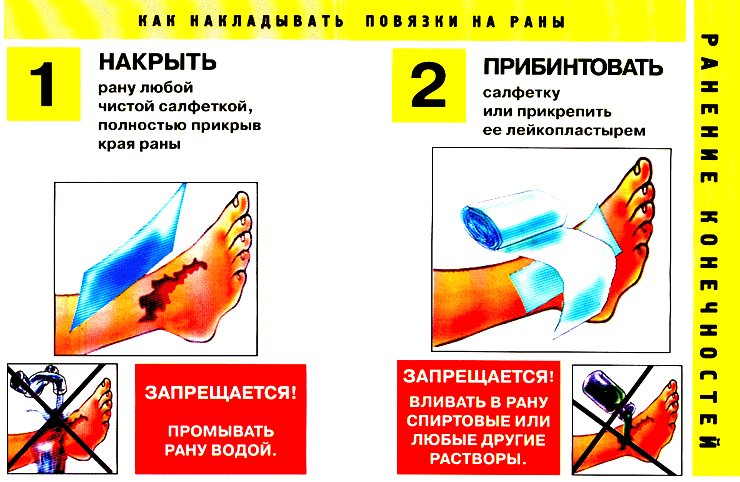 КАК НАКЛАДЫВАТЬ ПОВЯЗКИ НА РАНЫ
1
НАКРЫТЬ
рану любой
чистой салфеткой,
полностью прикрыв
края раны
2
ПРИБИНТОВАТЬ
салфетку
или прикрепить
ее лейкопластырем
ЗАПРЕЩАЕТСЯ!
ПРОМЫВАТЬ
РАНУ ВОДОЙ.
ЗАПРЕЩАЕТСЯ!
ВЛИВАТЬ В РАНУ
СПИРТОВЫЕ ИЛИ
ЛЮБЫЕ ДРУГИЕ
РАСТВОРЫ.
РАНЕНИЕ КОНЕЧНОСТЕЙ